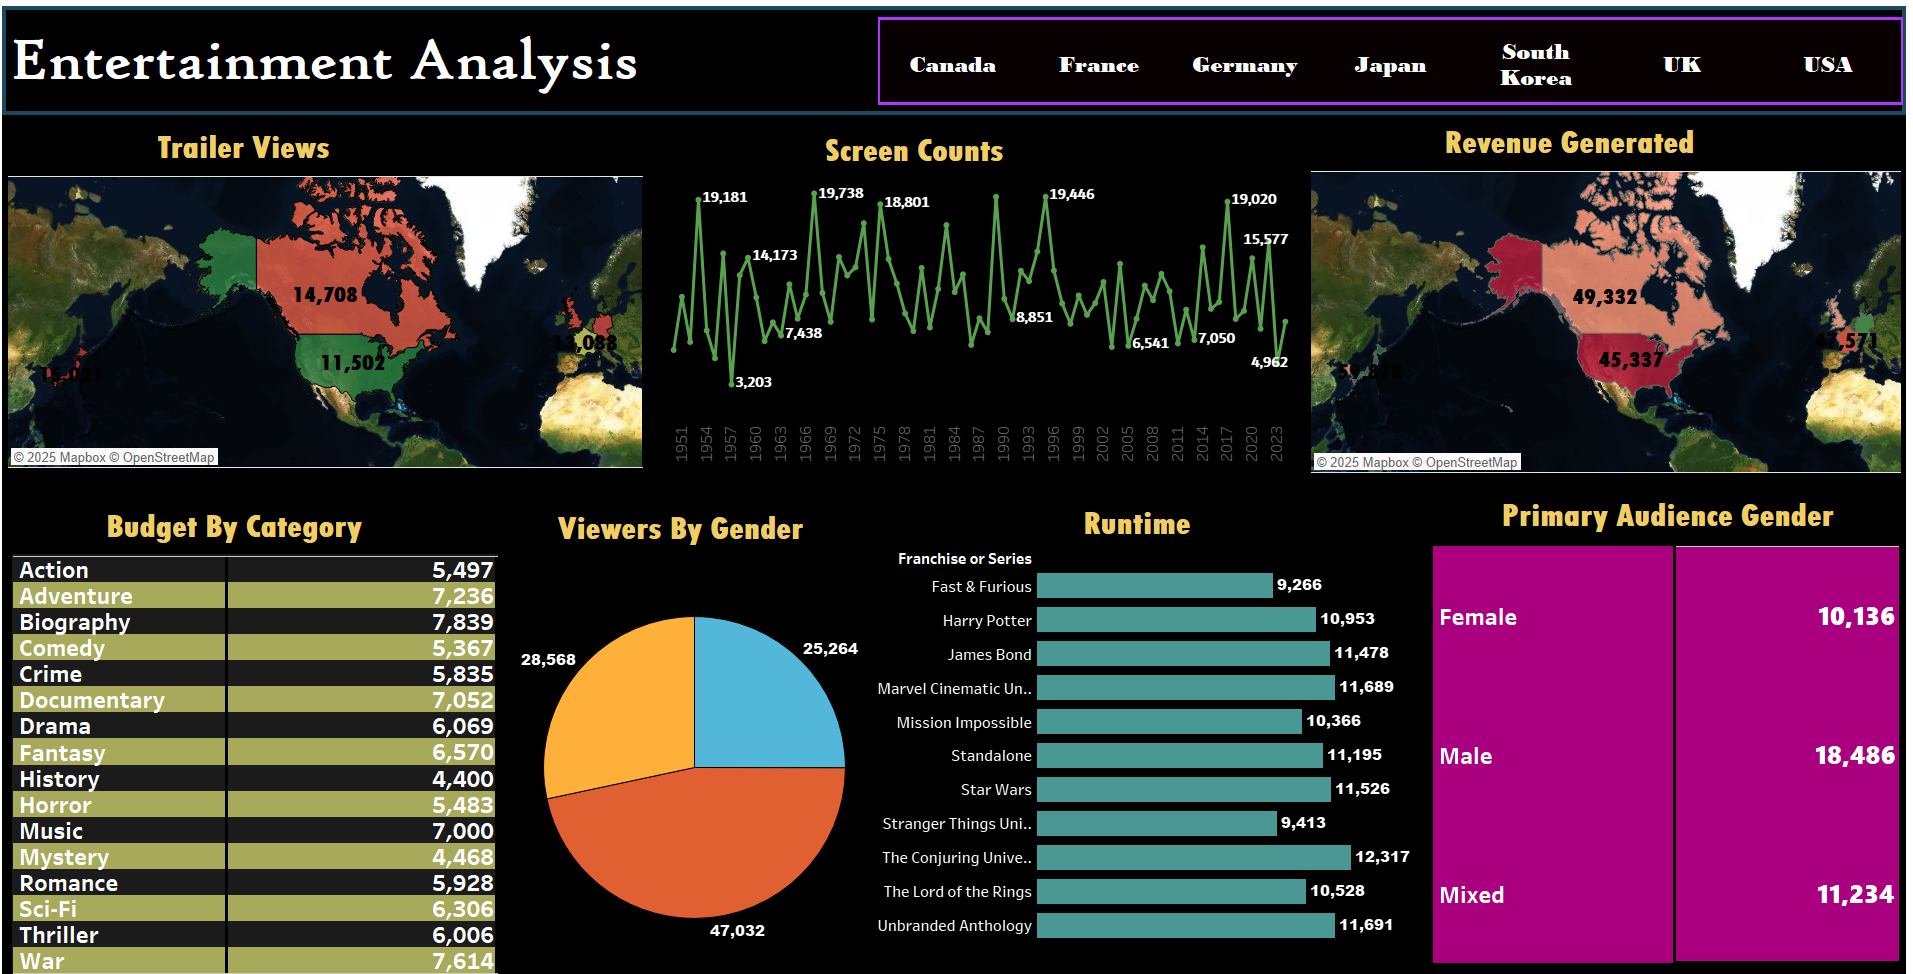 Entertainment Analysis
Canada
France
Germany
Japan
South
Korea
UK
USA
Trailer Views
14,708
11,502
© 2025 Mapbox © OpenStreetMap
Screen Counts
19,181
19,738
18,801
19,446
19,020
14,173
15,577
7,438
8,851
6,541
7,050
4,962
3,203
1951
1954
1957
1960
1963
1966
1969
1972
1975
1978
1981
1984
1987
1990
1993
1996
1999
2002
2005
2008
2011
2014
2017
2020
2023
Revenue Generated
49,332
45,337
© 2025 Mapbox © OpenStreetMap
Budget By Category
Action 5,497
Adventure 7,236
Biography 7,839
Comedy 5,367
Crime 5,835
Documentary 7,052
Drama 6,069
Fantasy 6,570
History 4,400
Horror 5,483
Music 7,000
Mystery 4,468
Romance 5,928
Sci-Fi 6,306
Thriller 6,006
War 7,614
Viewers By Gender
28,568
25,264
47,032
Runtime
Franchise or Series
Fast & Furious 9,266
Harry Potter 10,953
James Bond 11,478
Marvel Cinematic Un.. 11,689
Mission Impossible 10,366
Standalone 11,195
Star Wars 11,526
Stranger Things Uni.. 9,413
The Conjuring Unive.. 12,317
The Lord of the Rings 10,528
Unbranded Anthology 11,691
Primary Audience Gender
Female 10,136
Male 18,486
Mixed 11,234